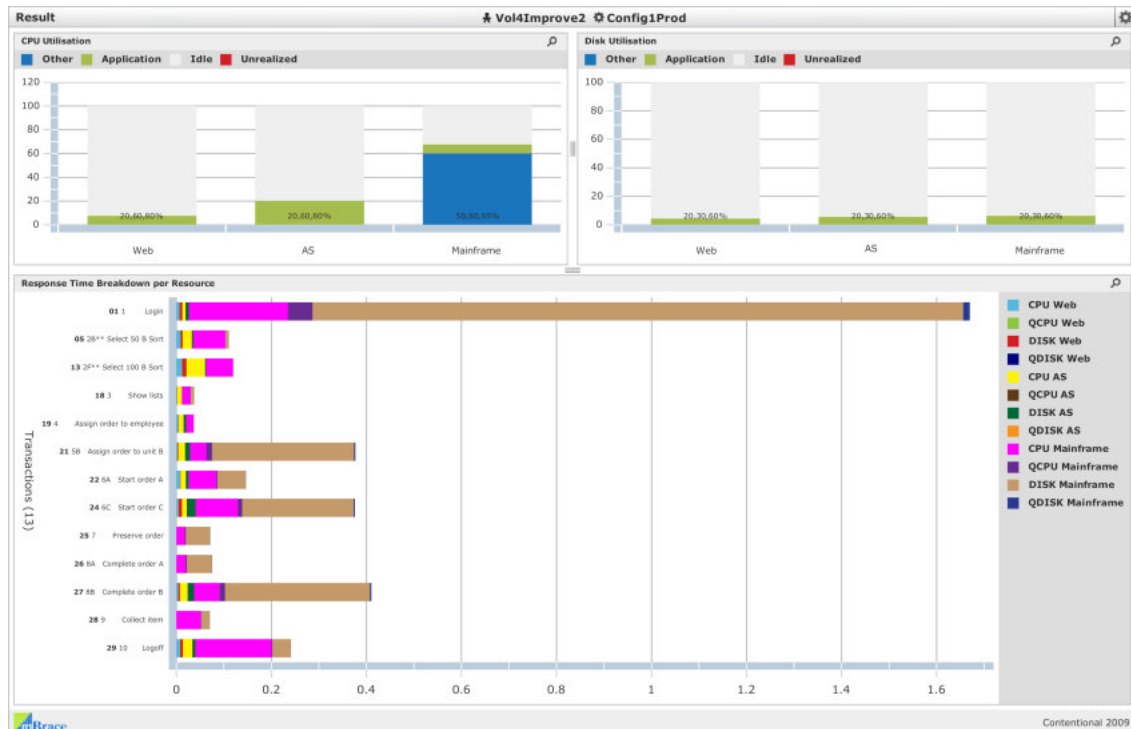 Result Vol4Improve2 Config1Prod
CPU Utilisation
Other Application Idle Unrealized
120
100
80
60
40
20
0
20,60,80% 20,60,80% 50,60,95%
Web AS Mainframe
Disk Utilisation
Other Application Idle Unrealized
100
80
60
40
20
0
20,30,60% 20,30,60% 20,30,60%
Web AS Mainframe
Response Time Breakdown per Resource
Transactions (13)
01 1 Login
05 2B** Select 50 B Sort
13 2F** Select 100 B Sort
18 3 Show lists
19 4 Assign order to employee
21 5B Assign order to unit B
22 6A Start order A
24 6C Start order C
25 7 Preserve order
26 8A Complete order A
27 8B Complete order B
28 9 Collect item
29 10 Logoff
0 0.2 0.4 0.6 0.8 1 1.2 1.4 1.6
CPU Web
QCPU Web
DISK Web
QDISK Web
CPU AS
QCPU AS
DISK AS
QDISK AS
CPU Mainframe
QCPU Mainframe
DISK Mainframe
QDISK Mainframe
Contentional 2009